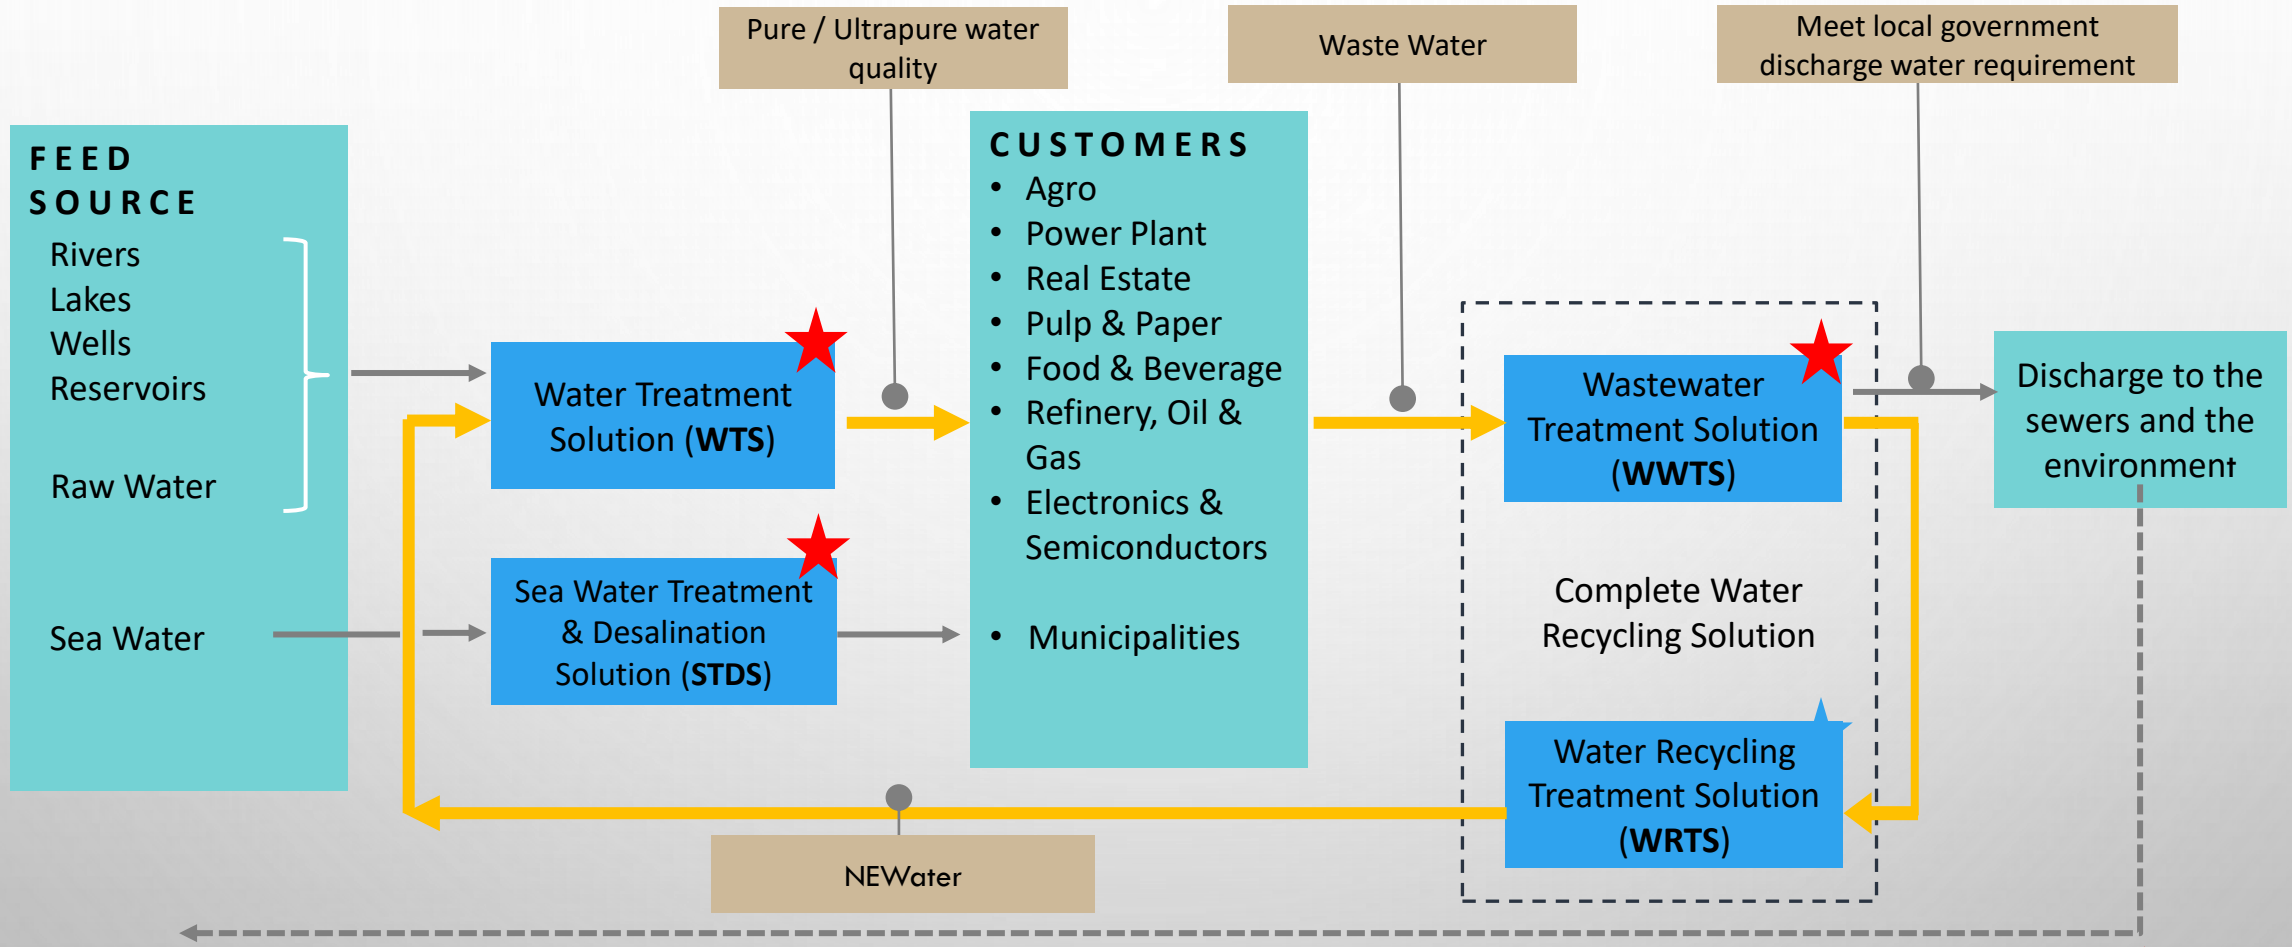 Pure / Ultrapure water
quality
Waste Water
Meet local government
discharge water requirement
FEED
SOURCE
Rivers
Lakes
Wells
Reservoirs
Raw Water
Sea Water
Water Treatment
Solution (WTS)
Sea Water Treatment
& Desalination
Solution (STDS)
CUSTOMERS
• Agro
• Power Plant
• Real Estate
• Pulp & Paper
• Food & Beverage
• Refinery, Oil &
Gas
• Electronics &
Semiconductors
• Municipalities
Wastewater
Treatment Solution
(WWTS)
Complete Water
Recycling Solution
Water Recycling
Treatment Solution
(WRTS)
Discharge to the
sewers and the
environment
NEWater